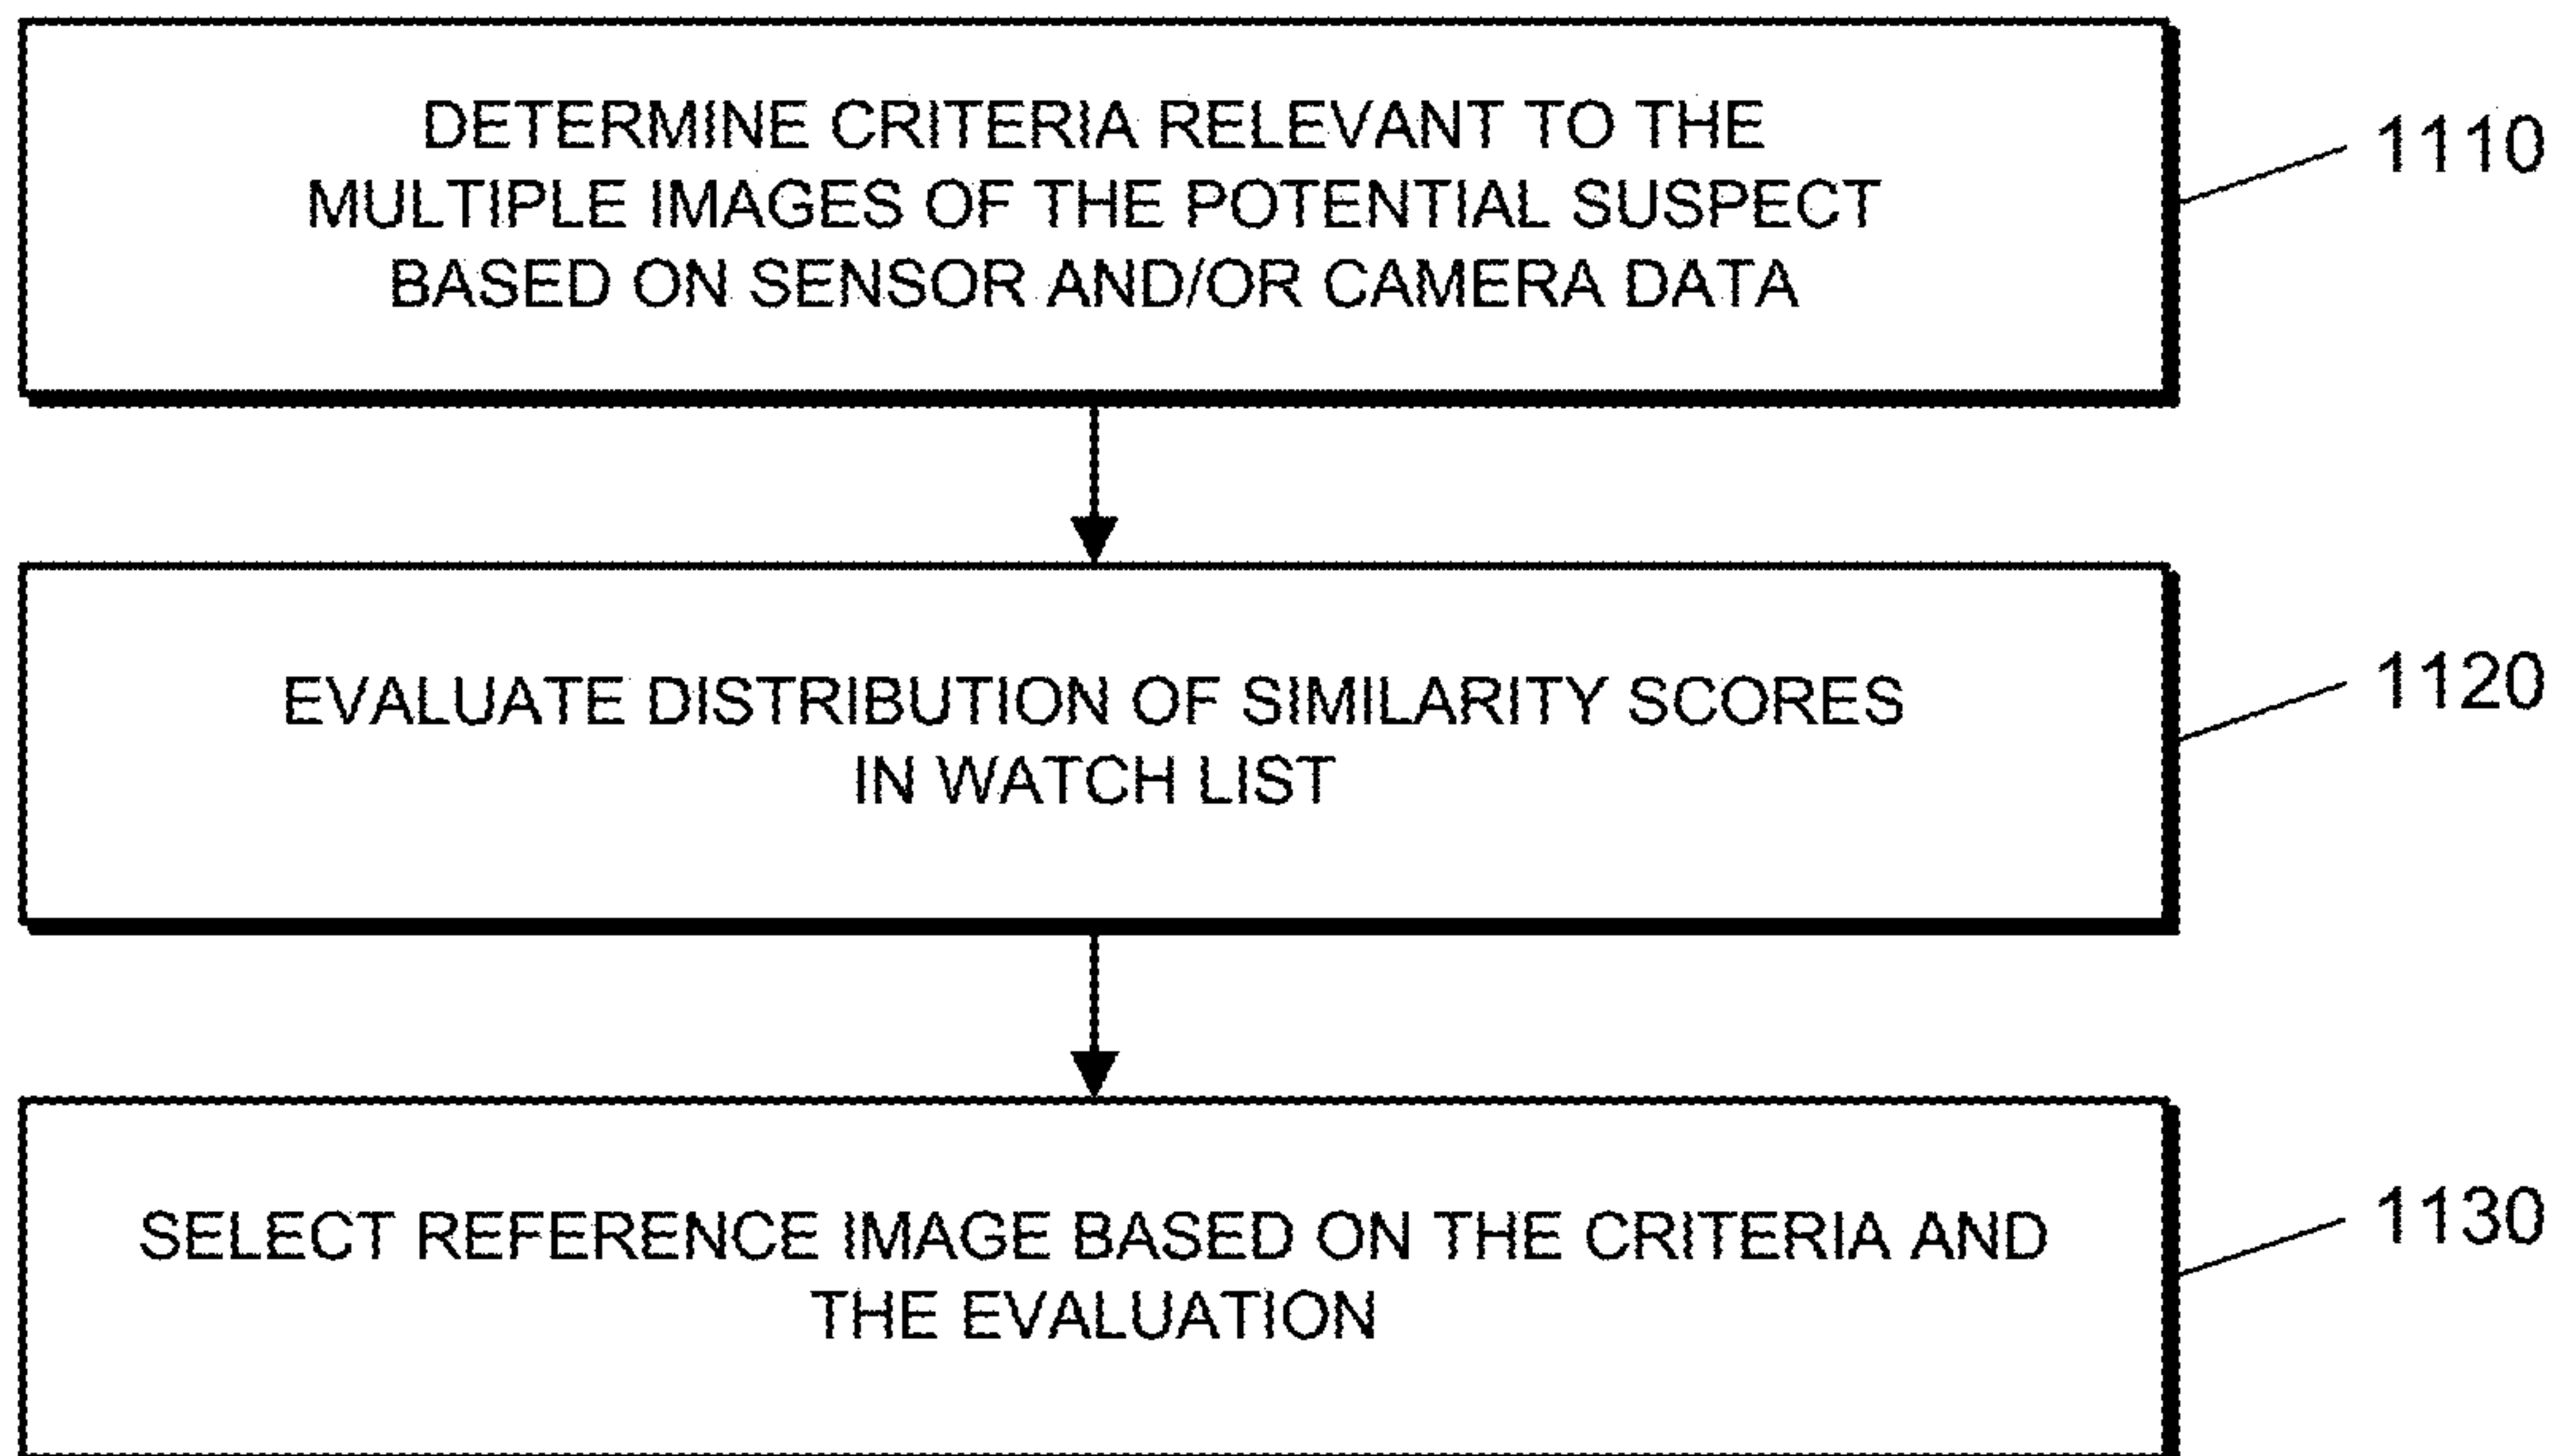 DETERMINE CRITERIA RELEVANT TO THE
MULTIPLE IMAGES OF THE POTENTIAL SUSPECT
BASED ON SENSOR AND/OR CAMERA DATA
1110
EVALUATE DISTRIBUTION OF SIMILARITY SCORES
IN WATCH LIST
1120
SELECT REFERENCE IMAGE BASED ON THE CRITERIA AND
THE EVALUATION
1130